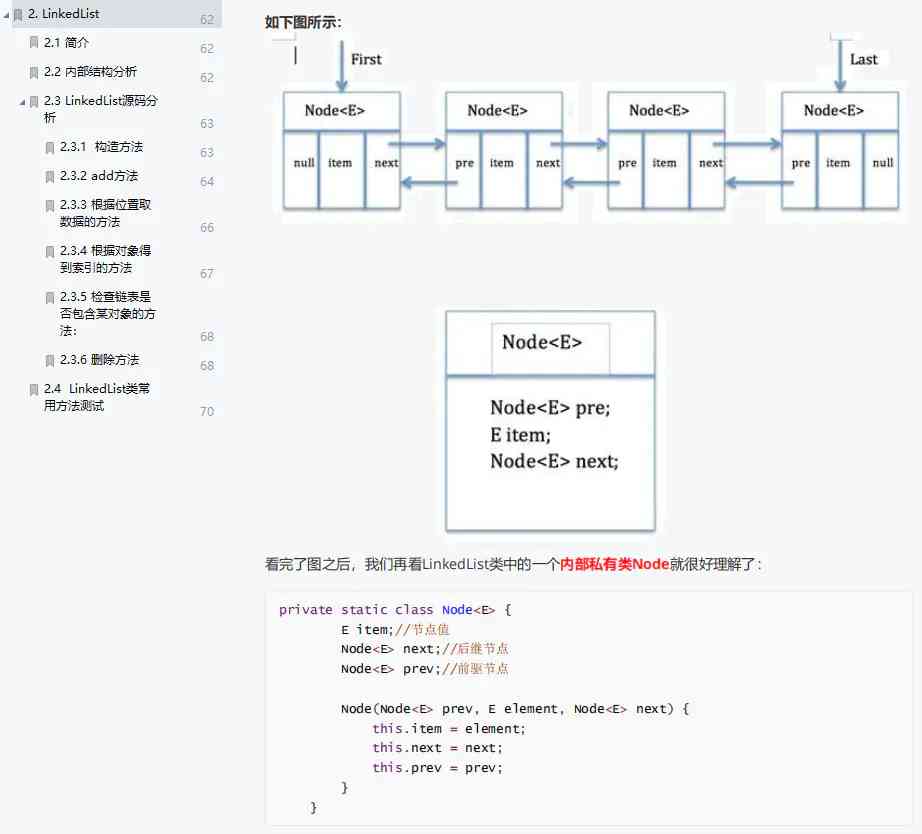 2. LinkedList 62
2.1 简介 62
2.2 内部结构分析 62
2.3 LinkedList源码分
析 63
2.3.1 构造方法 63
2.3.2 add方法 64
2.3.3 根据位置取
数据的方法 66
2.3.4 根据对象得
到索引的方法 67
2.3.5 检查链表是
否包含某对象的方
法： 68
2.3.6 删除方法 68
2.4 LinkedList类常
用方法测试 70
如下图所示：
First Last
Node<E> Node<E> Node<E> Node<E>
null item next pre item next pre item next pre item null
Node<E>
Node<E> pre;
E item;
Node<E> next;
看完了图之后，我们再看LinkedList类中的一个内部私有类Node就很好理解了：
private static class Node<E> {
E item;//节点值
Node<E> next;//后继节点
Node<E> prev;//前驱节点
Node(Node<E> prev, E element, Node<E> next) {
this.item = element;
this.next = next;
this.prev = prev;
}
}